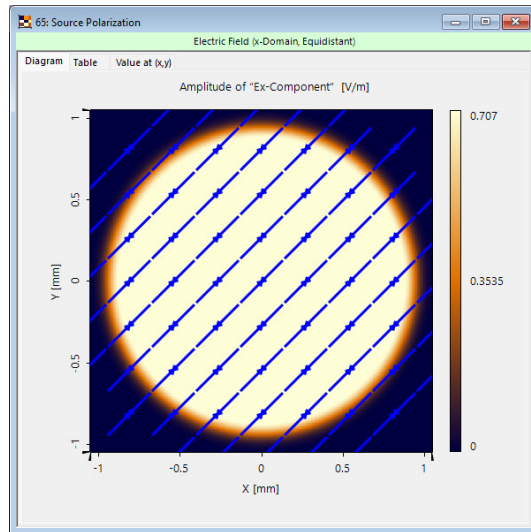 65: Source Polarization
Electric Field (x-Domain, Equidistant)
Diagram Table Value at (x,y)
Amplitude of "Ex-Component" [V/m]
1
0.5
0
-0.5
-1
Y [mm]
-1 -0.5 0 0.5 1
X [mm]
0.707
0.3535
0